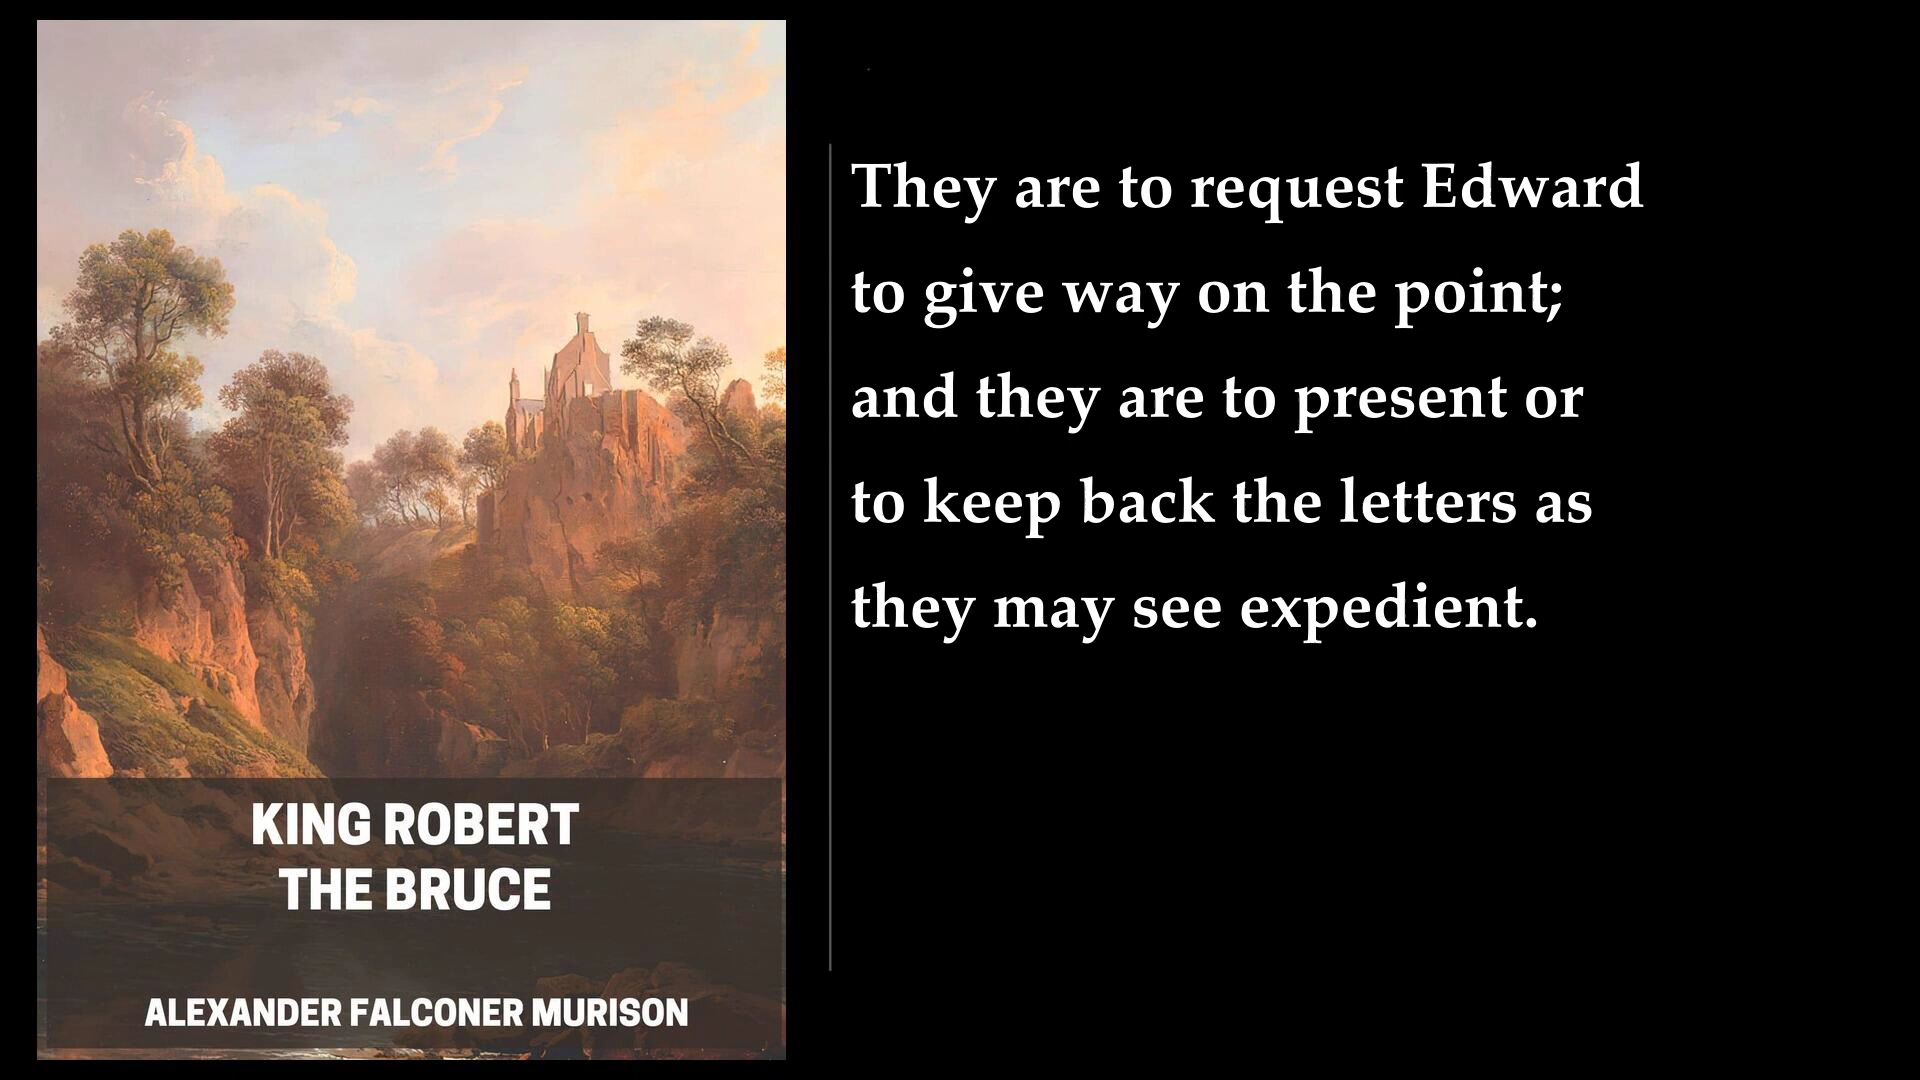 KING ROBERT
THE BRUCE
ALEXANDER FALCONER MURISON
They are to request Edward
to give way on the point;
and they are to present or
to keep back the letters as
they may see expedient.